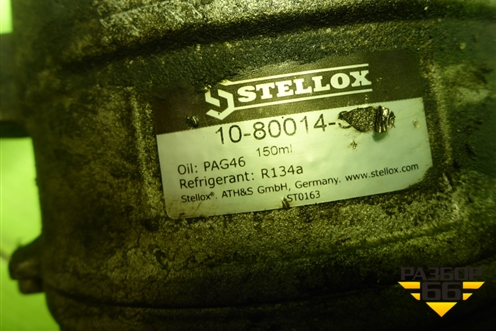 STELLOX
10-80014-
Oil: PAG46 150ml
Refrigerant: R134a
Stellox®, ATH&S GmbH, Germany, www.stellox.com
ST0163
РАЗБОР
66